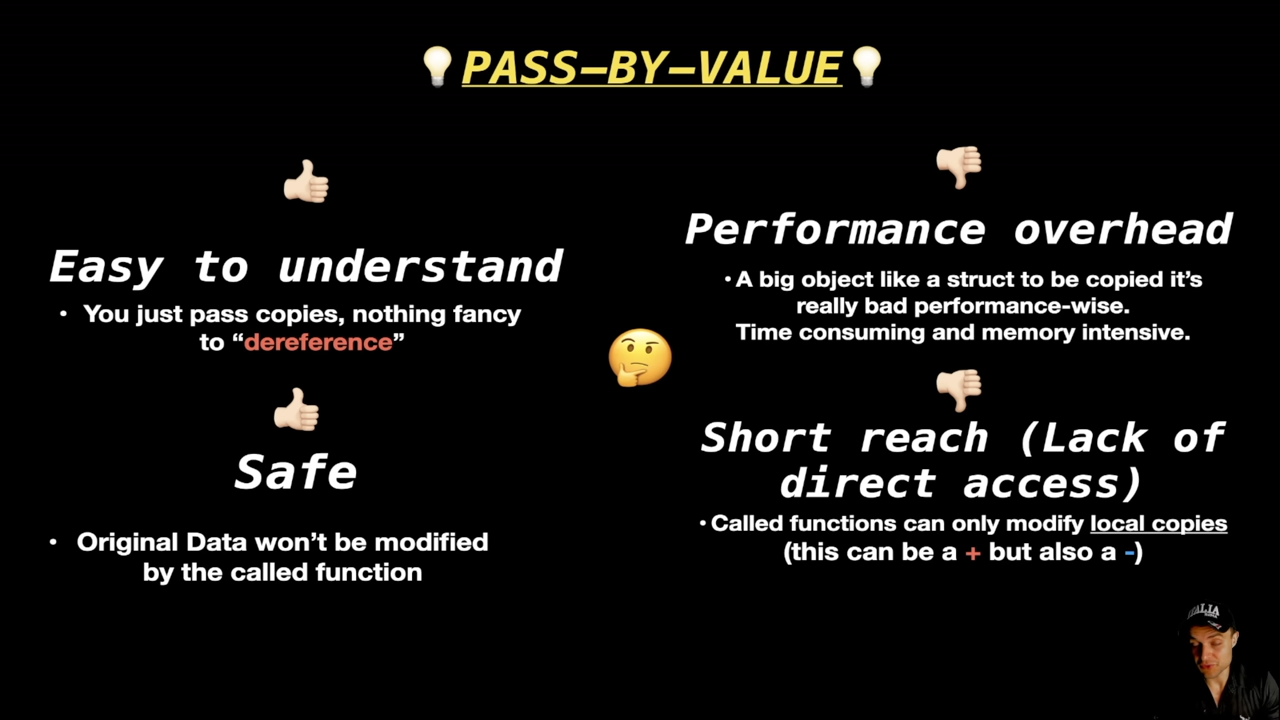 PASS-BY-VALUE
Easy to understand
• You just pass copies, nothing fancy
to “dereference”
Safe
• Original Data won’t be modified
by the called function
Performance overhead
• A big object like a struct to be copied it’s
really bad performance-wise.
Time consuming and memory intensive.
Short reach (Lack of
direct access)
• Called functions can only modify local copies
(this can be a + but also a -)
ITALIA